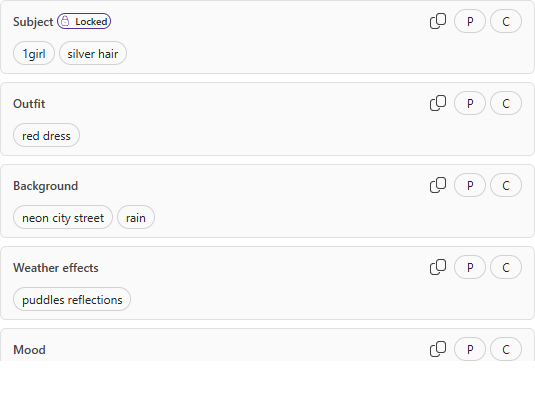 Subject Locked P C
1girl silver hair
Outfit P C
red dress
Background P C
neon city street rain
Weather effects P C
puddles reflections
Mood P C